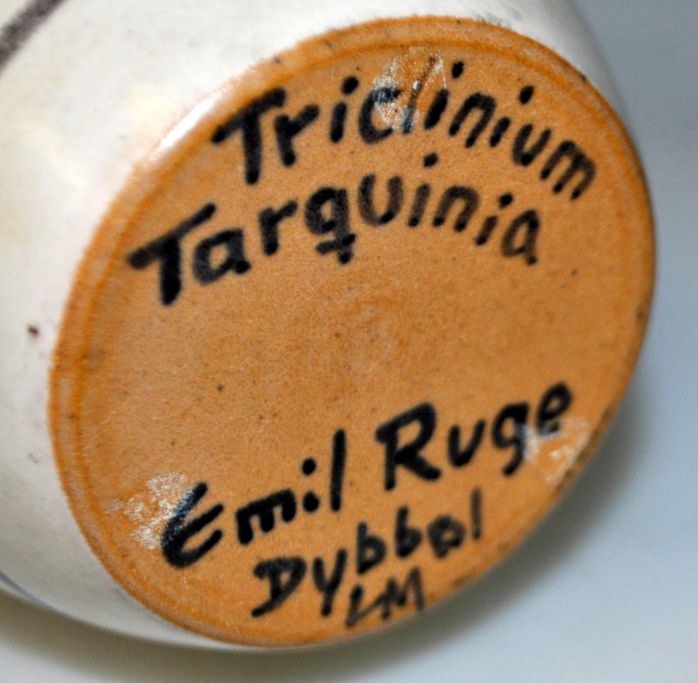 Triclinium
Tarquinia
Emil Ruge
Dybbøl
LM